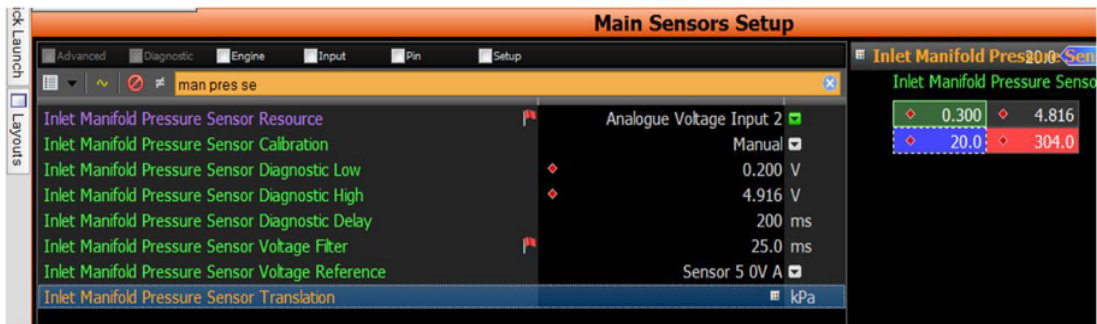 ick Launch
Layouts
Main Sensors Setup
Advanced Diagnostic Engine Input Pin Setup
man pres se
Inlet Manifold Pressure Sensor Resource Analogue Voltage Input 2
Inlet Manifold Pressure Sensor Calibration Manual
Inlet Manifold Pressure Sensor Diagnostic Low 0.200 V
Inlet Manifold Pressure Sensor Diagnostic High 4.916 V
Inlet Manifold Pressure Sensor Diagnostic Delay 200 ms
Inlet Manifold Pressure Sensor Voltage Filter 25.0 ms
Inlet Manifold Pressure Sensor Voltage Reference Sensor 5 0V A
Inlet Manifold Pressure Sensor Translation kPa
Inlet Manifold Pressure Sen
20.0
Inlet Manifold Pressure Senso
0.300 4.816
20.0 304.0